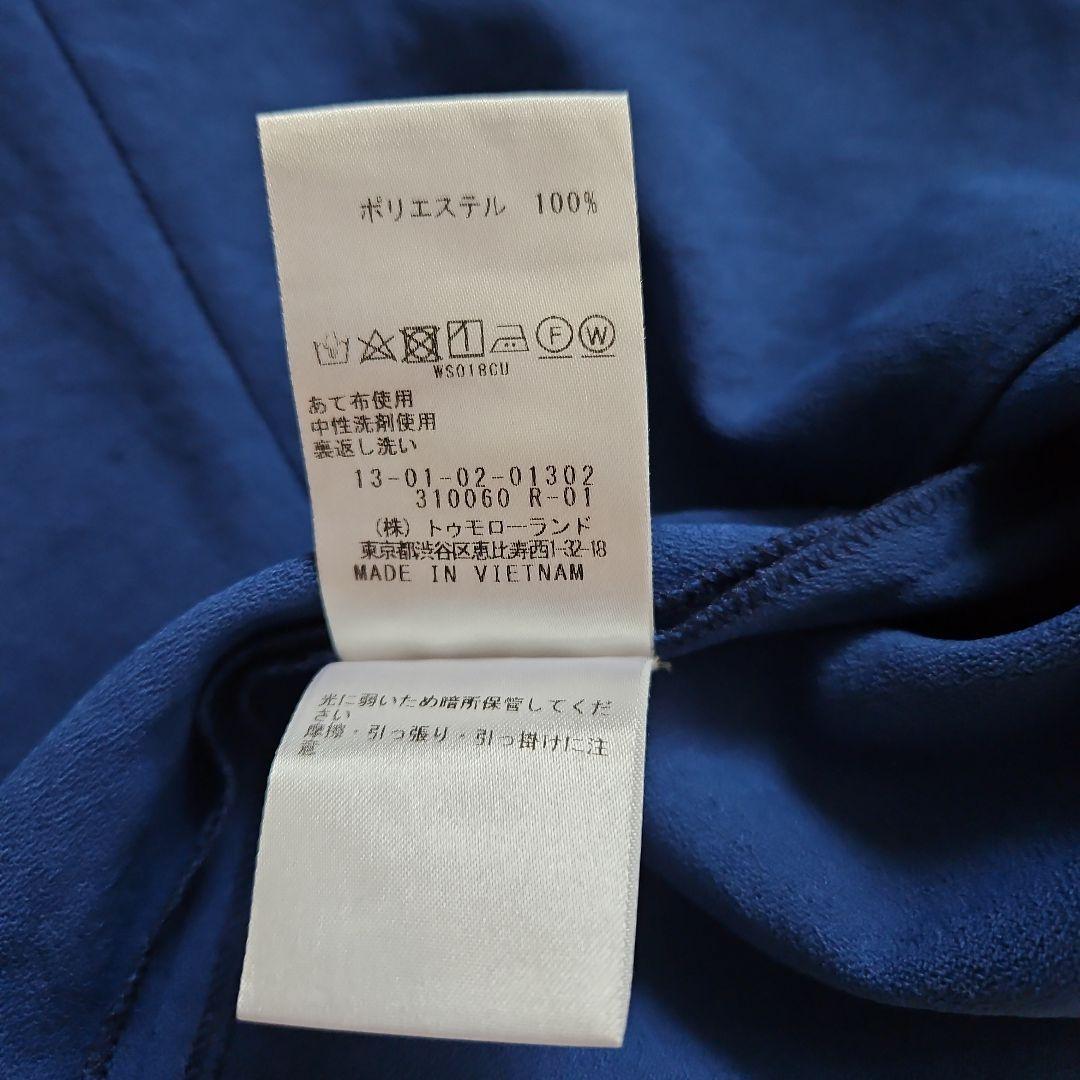 ポリエステル 100%
F W
WS018CU
あて布使用
中性洗剤使用
裏返し洗い
13-01-02-01302
310060 R-01
(株) トゥモローランド
東京都渋谷区恵比寿西1-32-18
MADE IN VIETNAM
光に弱いため暗所保管してくだ
さい
摩擦・引っ張り・引っ掛けに注
意